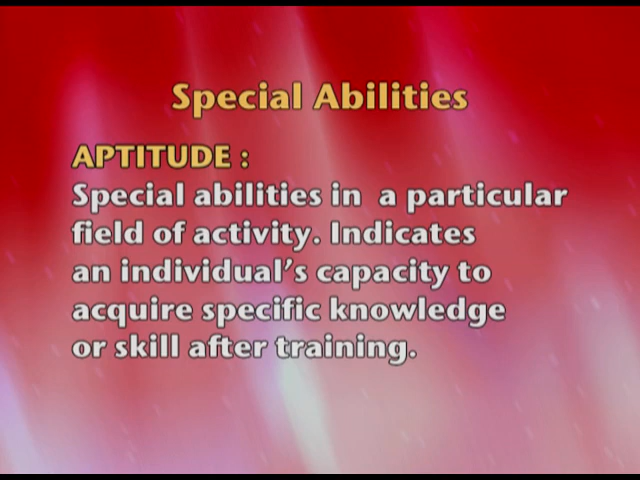 Special Abilities
APTITUDE :
Special abilities in a particular
field of activity. Indicates
an individual's capacity to
acquire specific knowledge
or skill after training.